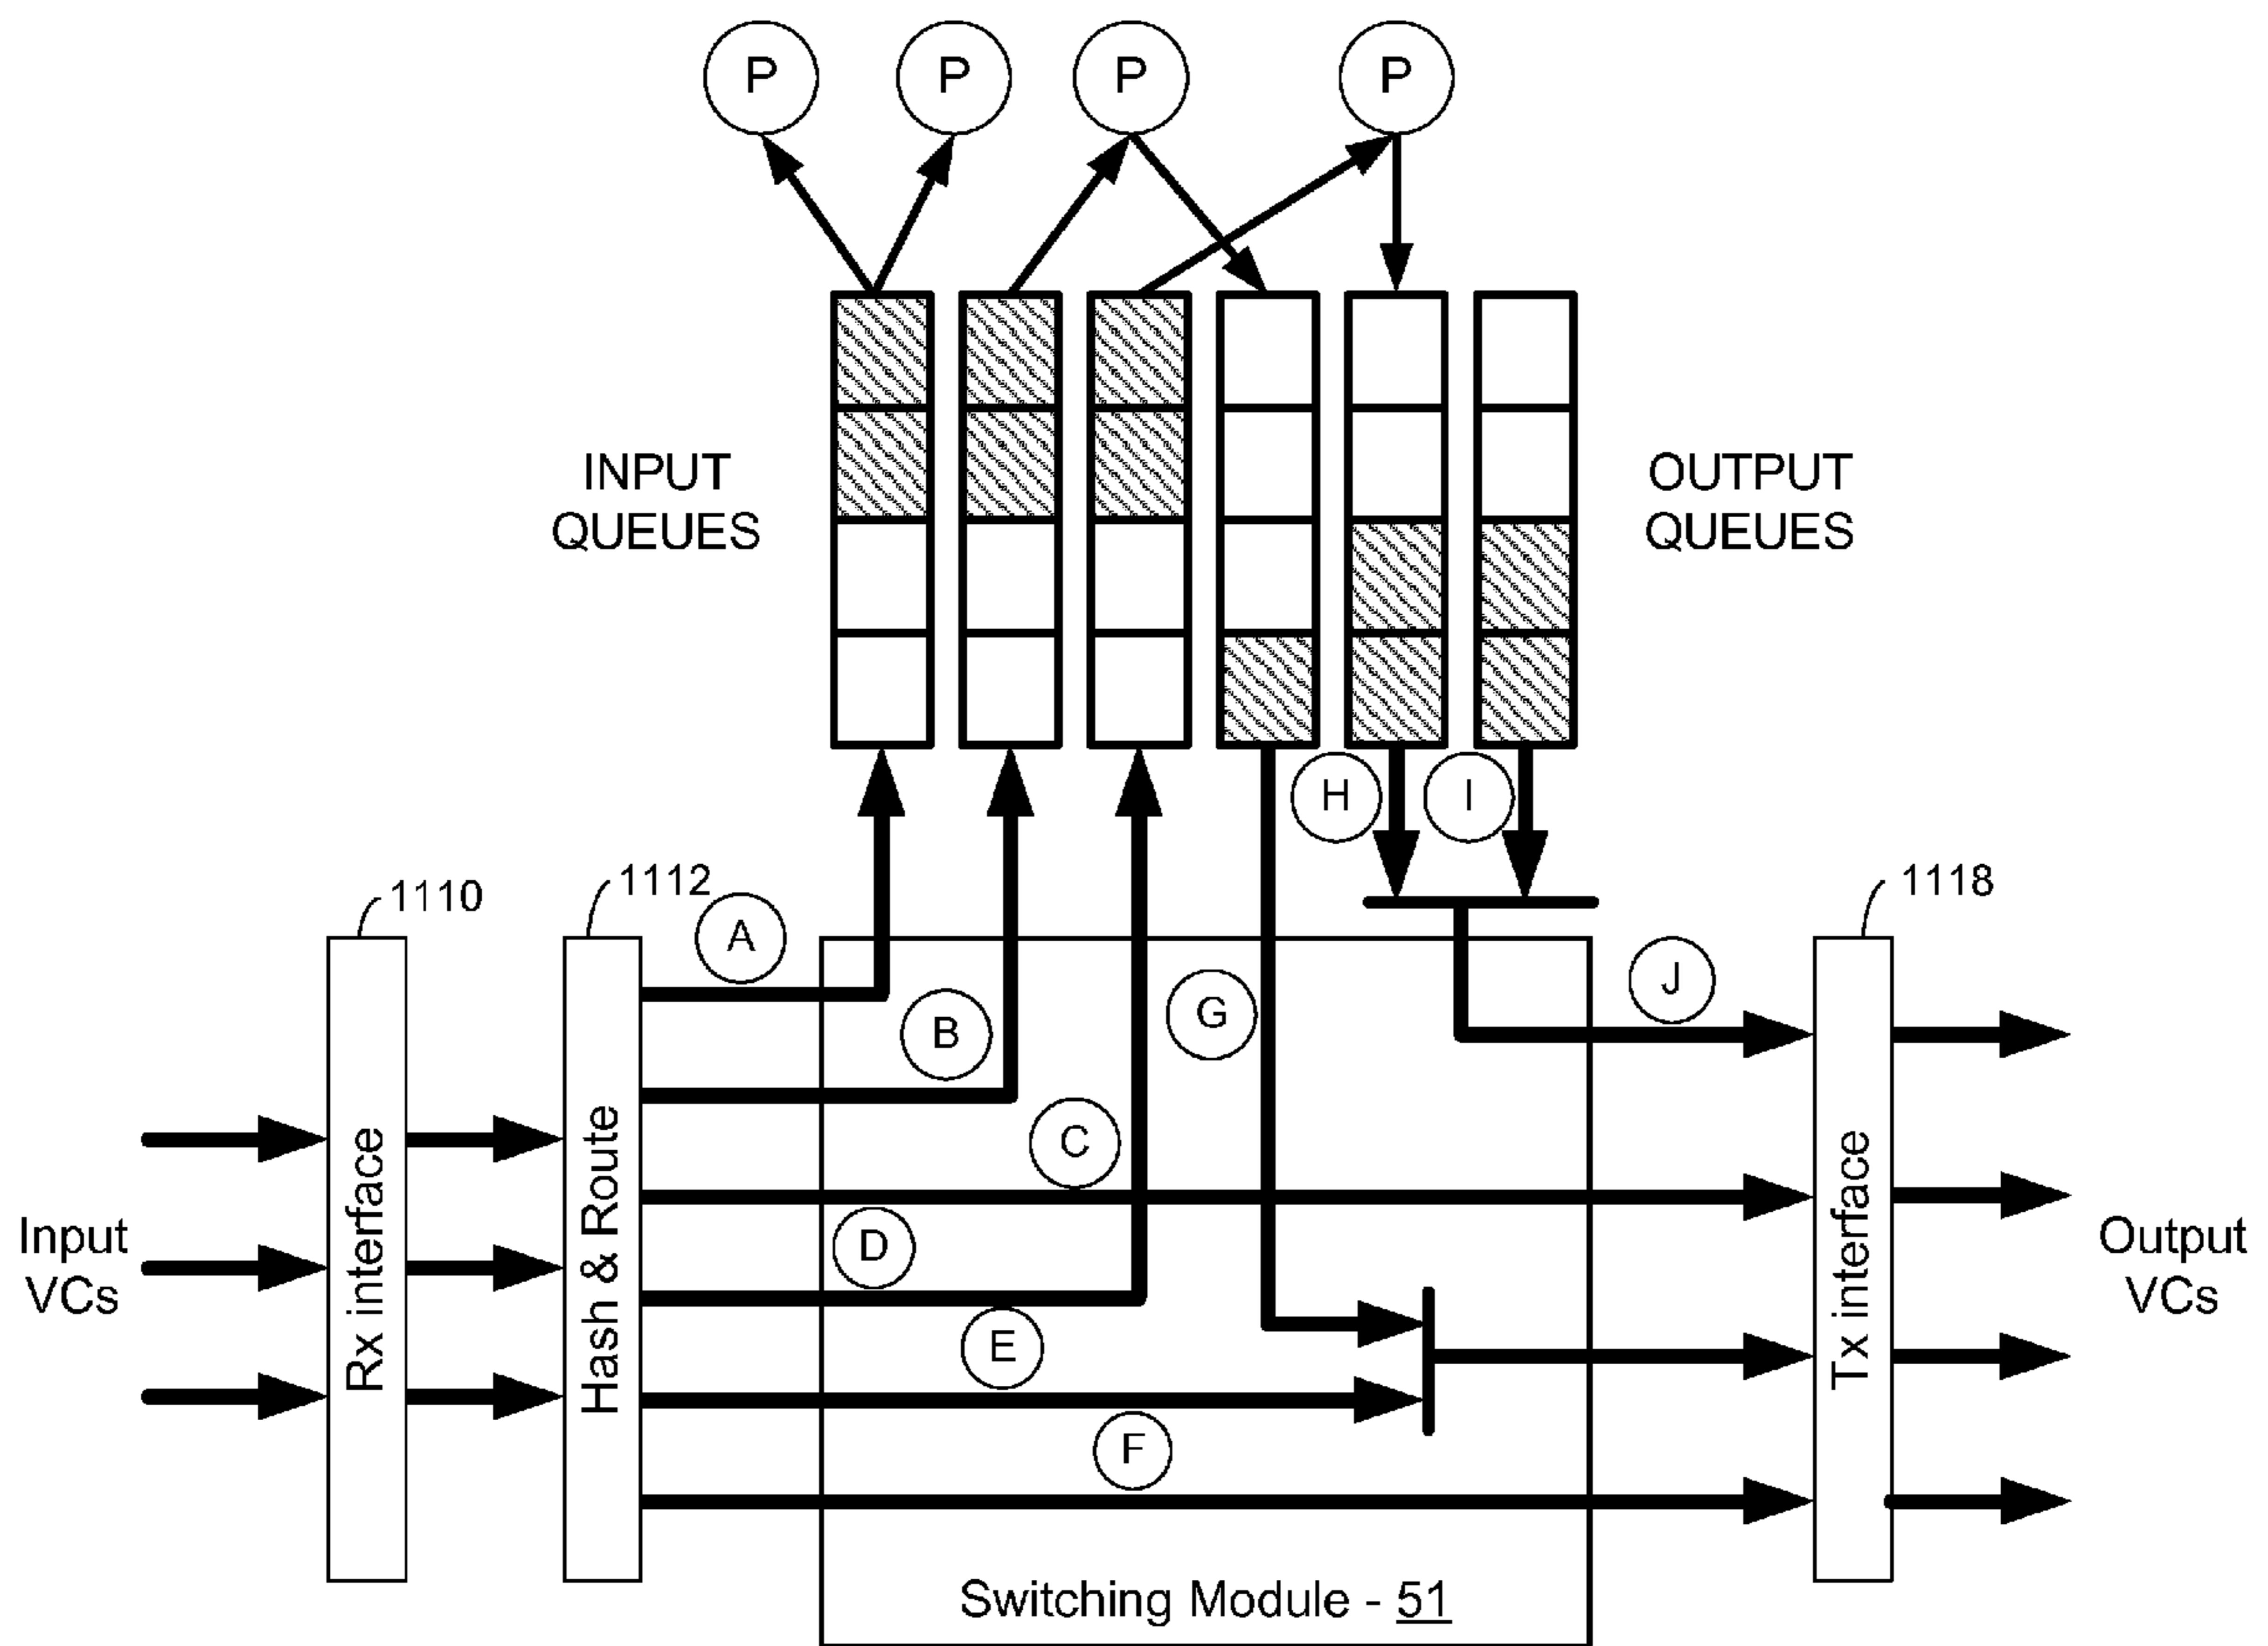 P
P
P
P
INPUT
QUEUES
OUTPUT
QUEUES
H
I
1110
1112
A
1118
J
G
B
C
D
E
F
Input
VCs
Rx interface
Hash & Route
Tx interface
Output
VCs
Switching Module - 51